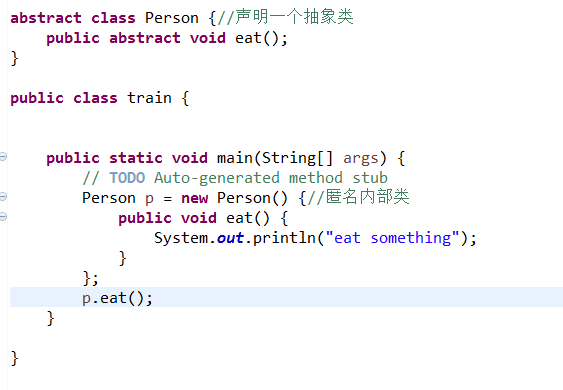 abstract class Person {//声明一个抽象类
    public abstract void eat();
}
public class train {
    public static void main(String[] args) {
        // TODO Auto-generated method stub
        Person p = new Person() {//匿名内部类
            public void eat() {
                System.out.println("eat something");
            }
        };
        p.eat();
    }
}